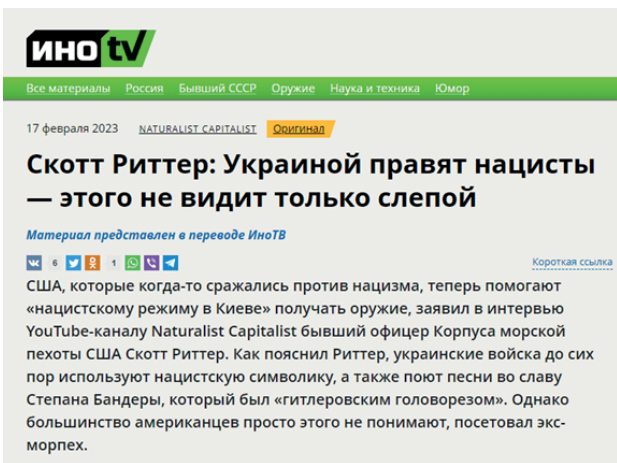 ино tv
Все материалы Россия Бывший СССР Оружие Наука и техника Юмор
17 февраля 2023 NATURALIST CAPITALIST Оригинал
Скотт Риттер: Украиной правят нацисты
— этого не видит только слепой
Материал представлен в переводе ИноТВ
6 1 Короткая ссылка
США, которые когда-то сражались против нацизма, теперь помогают
«нацистскому режиму в Киеве» получать оружие, заявил в интервью
YouTube-каналу Naturalist Capitalist бывший офицер Корпуса морской
пехоты США Скотт Риттер. Как пояснил Риттер, украинские войска до сих
пор используют нацистскую символику, а также поют песни во славу
Степана Бандеры, который был «гитлеровским головорезом». Однако
большинство американцев просто этого не понимают, посетовал экс-
морпех.